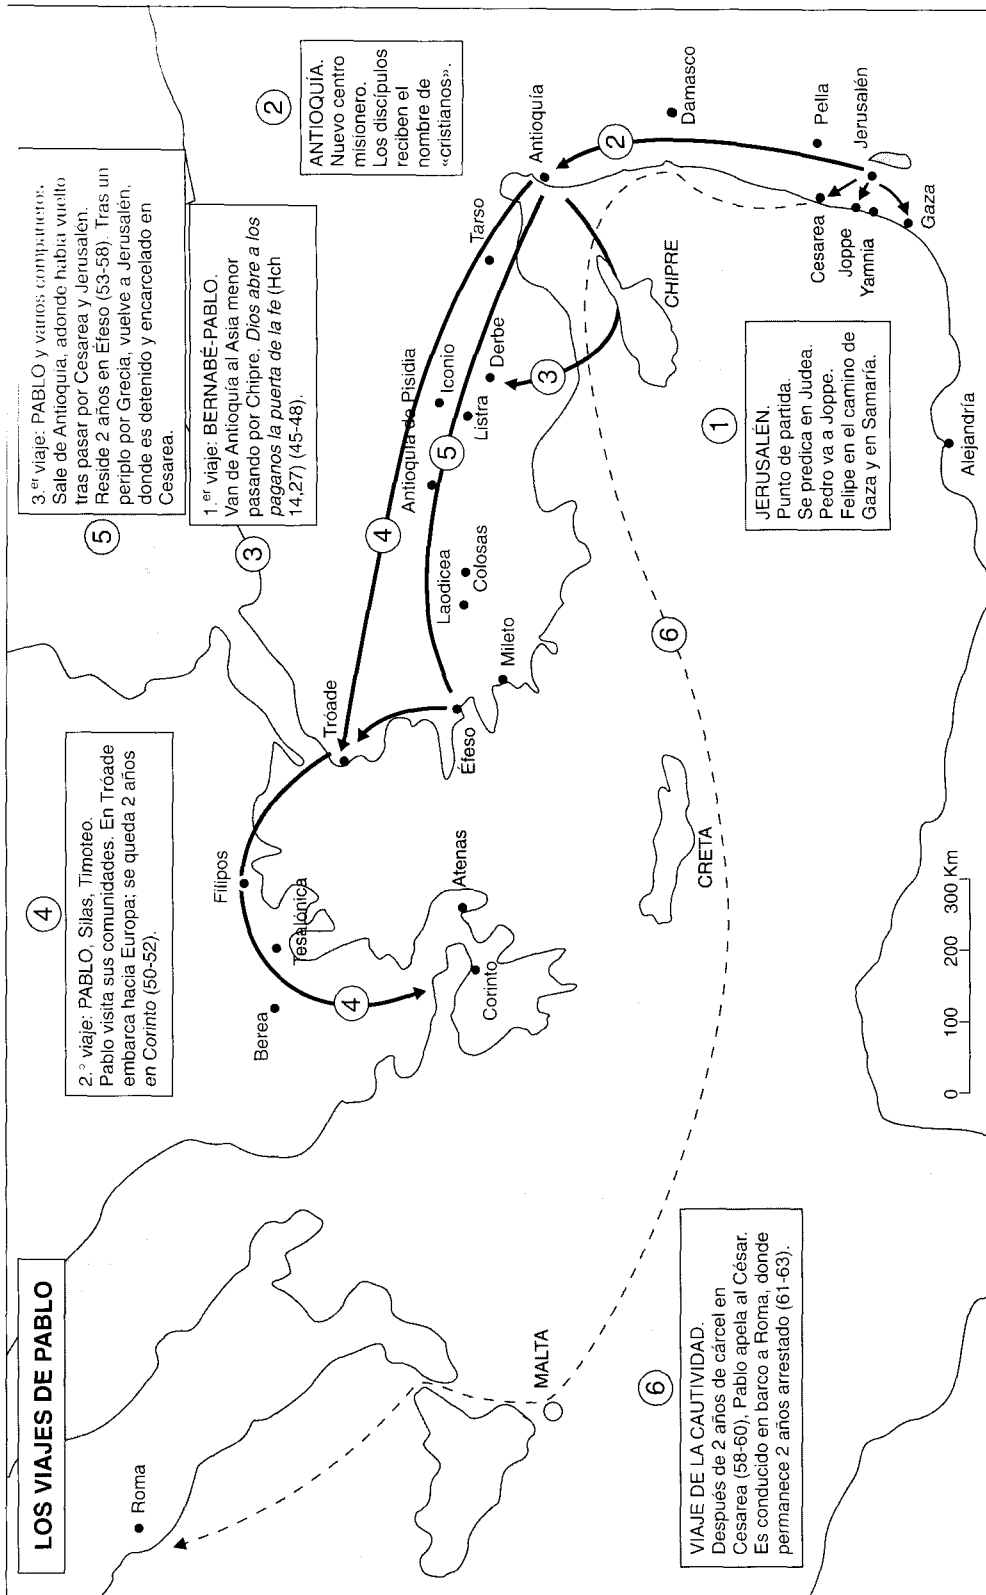 LOS VIAJES DE PABLO
Roma
MALTA
6
VIAJE DE LA CAUTIVIDAD.
Después de 2 años de cárcel en
Cesarea (58-60), Pablo apela al César.
Es conducido en barco a Roma, donde
permanece 2 años arrestado (61-63).
4
2.º viaje: PABLO, Silas, Timoteo.
Pablo visita sus comunidades. En Tróade
embarca hacia Europa; se queda 2 años
en Corinto (50-52).
Berea
Tesalónica
Filipos
4
Corinto
Atenas
CRETA
0 100 200 300 Km
5
3.er viaje: PABLO y varios compañeros.
Sale de Antioquía, adonde había vuelto
tras pasar por Cesarea y Jerusalén.
Reside 2 años en Éfeso (53-58). Tras un
periplo por Grecia, vuelve a Jerusalén,
donde es detenido y encarcelado en
Cesarea.
3
1.er viaje: BERNABÉ-PABLO.
Van de Antioquía al Asia menor
pasando por Chipre. Dios abre a los
paganos la puerta de la fe (Hch
14,27) (45-48).
Tróade
Éfeso
Mileto
Laodicea
Colosas
4
Antioquía de Pisidia
5
Iconio
Listra
Derbe
3
Tarso
6
2
ANTIOQUÍA.
Nuevo centro
misionero.
Los discípulos
reciben el
nombre de
«cristianos».
Antioquía
2
CHIPRE
Damasco
Pella
Jerusalén
Cesarea
Joppe
Yamnia
Gaza
1
JERUSALÉN.
Punto de partida.
Se predica en Judea.
Pedro va a Joppe.
Felipe en el camino de
Gaza y en Samaría.
Alejandría